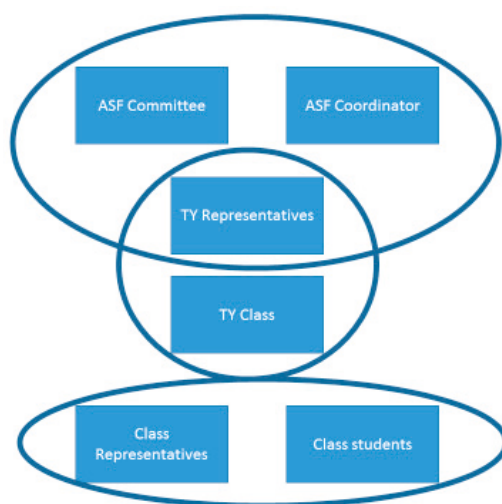 ASF Committee
ASF Coordinator
TY Representatives
TY Class
Class
Representatives
Class students